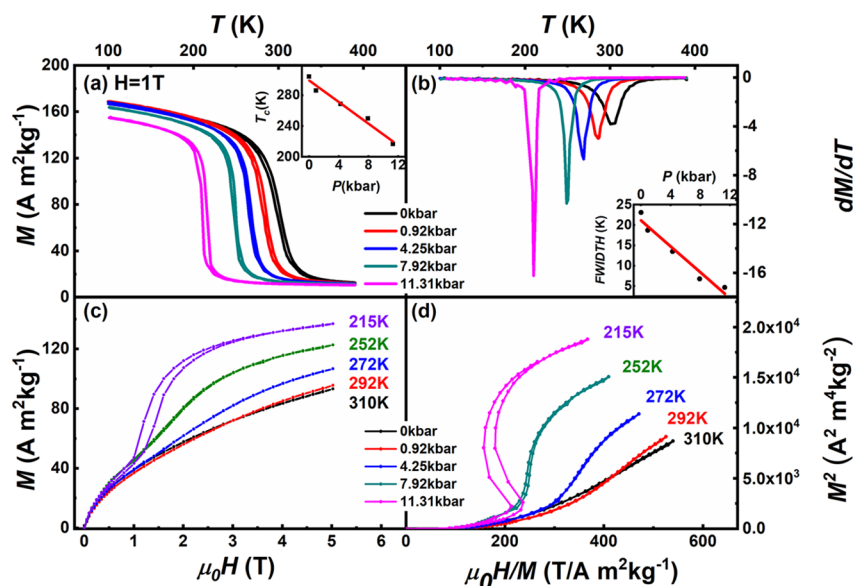 T (K)
T (K)
100
200
300
400
100
200
300
400
200
160
120
80
40
0
M (A m²kg⁻¹)
(a) H=1T
280
240
200
T_c(K)
0
4
8
12
P(kbar)
0kbar
0.92kbar
4.25kbar
7.92kbar
11.31kbar
(b)
0
-4
-8
-12
-16
dM/dT
P (kbar)
0
4
8
12
25
20
15
10
5
0
FWIDTH (K)
(c)
160
120
80
40
0
M (A m²kg⁻¹)
215K
252K
272K
292K
310K
0kbar
0.92kbar
4.25kbar
7.92kbar
11.31kbar
0
1
2
3
4
5
6
μ₀H (T)
(d)
215K
252K
272K
292K
310K
2.0x10⁴
1.5x10⁴
1.0x10⁴
5.0x10³
0.0
M² (A² m⁴kg⁻²)
0
200
400
600
μ₀H/M (T/A m²kg⁻¹)